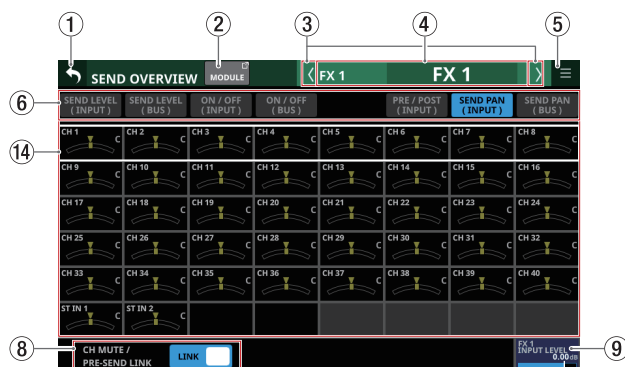 1 2 3 4 5
SEND OVERVIEW MODULE FX 1 FX 1
6
SEND LEVEL (INPUT) SEND LEVEL (BUS) ON / OFF (INPUT) ON / OFF (BUS) PRE / POST (INPUT) SEND PAN (INPUT) SEND PAN (BUS)
14
CH 1 C CH 2 C CH 3 C CH 4 C CH 5 C CH 6 C CH 7 C CH 8 C
CH 9 C CH 10 C CH 11 C CH 12 C CH 13 C CH 14 C CH 15 C CH 16 C
CH 17 C CH 18 C CH 19 C CH 20 C CH 21 C CH 22 C CH 23 C CH 24 C
CH 25 C CH 26 C CH 27 C CH 28 C CH 29 C CH 30 C CH 31 C CH 32 C
CH 33 C CH 34 C CH 35 C CH 36 C CH 37 C CH 38 C CH 39 C CH 40 C
ST IN 1 C ST IN 2 C
8
CH MUTE /
PRE-SEND LINK
LINK
FX 1
INPUT LEVEL
0.00dB
9